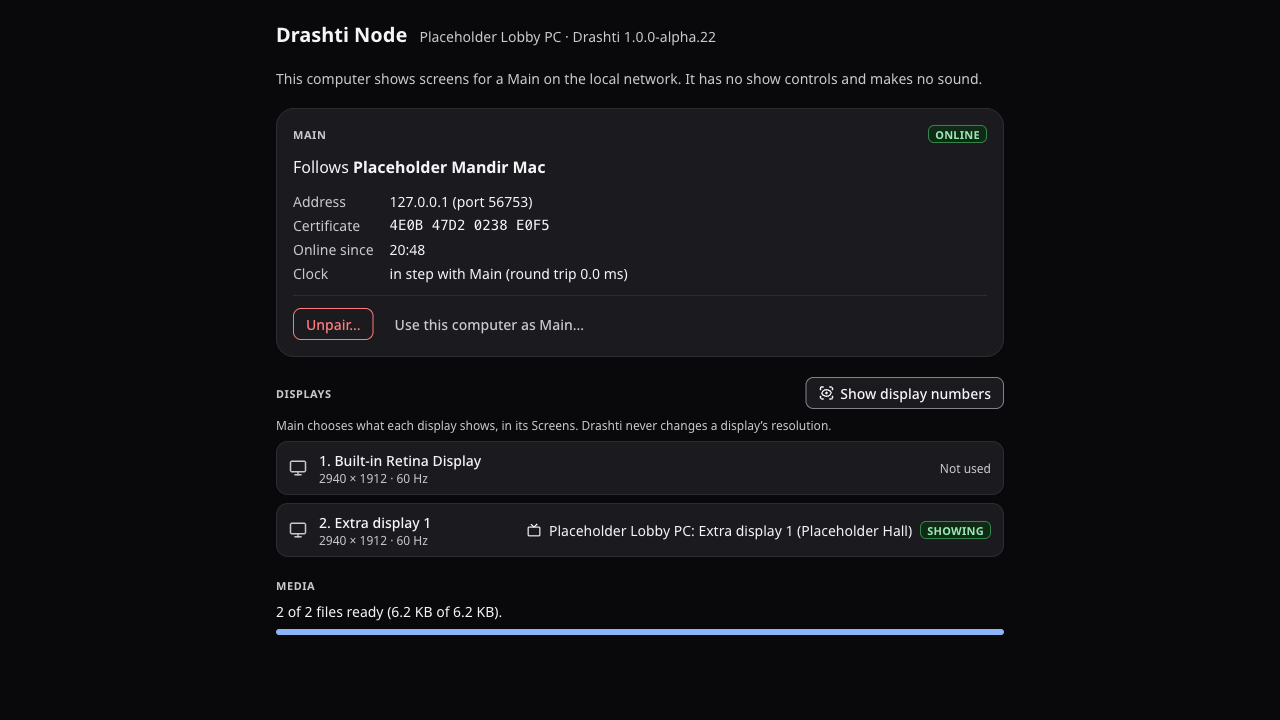 Drashti Node Placeholder Lobby PC · Drashti 1.0.0-alpha.22
This computer shows screens for a Main on the local network. It has no show controls and makes no sound.
MAIN ONLINE
Follows Placeholder Mandir Mac
Address 127.0.0.1 (port 56753)
Certificate 4E0B 47D2 0238 E0F5
Online since 20:48
Clock in step with Main (round trip 0.0 ms)
Unpair... Use this computer as Main...
DISPLAYS Show display numbers
Main chooses what each display shows, in its Screens. Drashti never changes a display’s resolution.
1. Built-in Retina Display
2940 × 1912 · 60 Hz
Not used
2. Extra display 1
2940 × 1912 · 60 Hz
Placeholder Lobby PC: Extra display 1 (Placeholder Hall) SHOWING
MEDIA
2 of 2 files ready (6.2 KB of 6.2 KB).